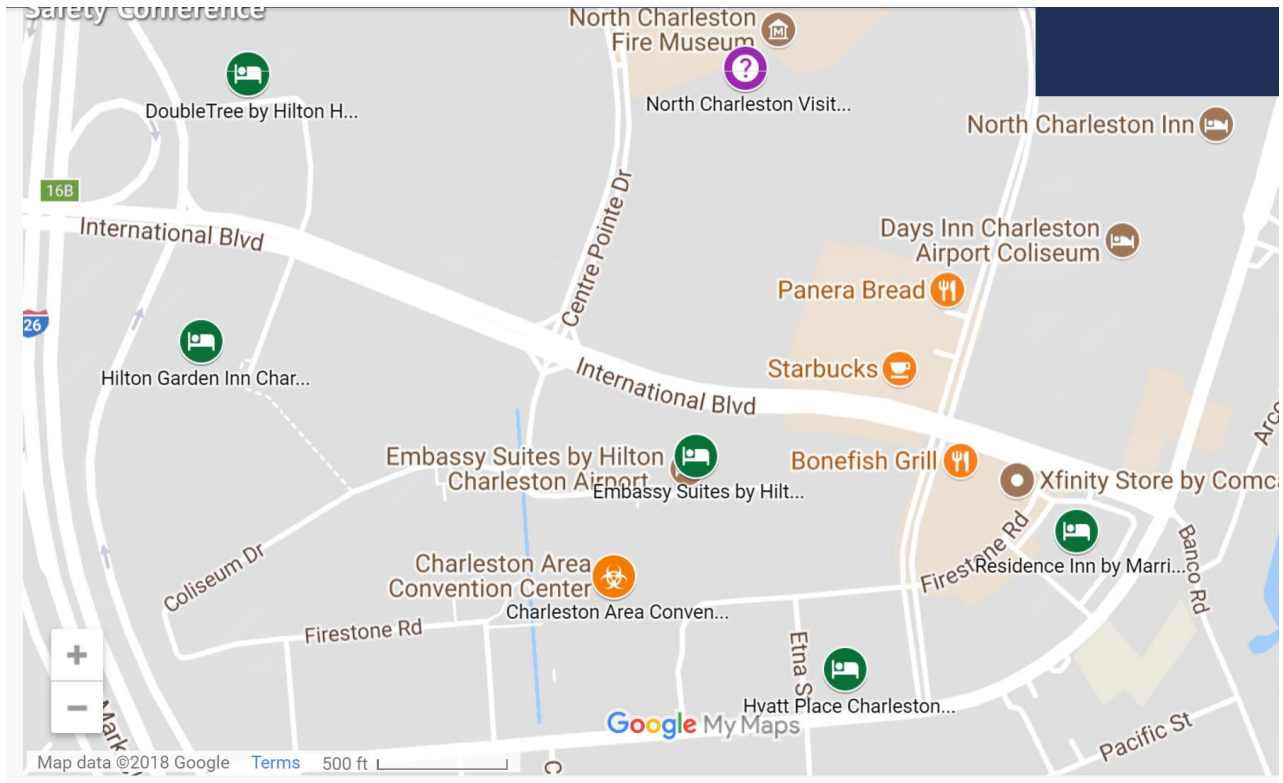 Safety Conference
North Charleston
Fire Museum
North Charleston Visit...
DoubleTree by Hilton H...
North Charleston Inn
16B
International Blvd
Centre Pointe Dr
Days Inn Charleston
Airport Coliseum
Panera Bread
26
Hilton Garden Inn Char...
Starbucks
International Blvd
Arco
Embassy Suites by Hilton
Charleston Airport
Embassy Suites by Hilt...
Bonefish Grill
Xfinity Store by Comca
Coliseum Dr
Charleston Area
Convention Center
Charleston Area Conven...
Firestone Rd
Residence Inn by Marri...
Banco Rd
Firestone Rd
Etna S
Hyatt Place Charleston...
+
−
Mark
Google My Maps
Pacific St
Map data ©2018 Google Terms 500 ft
C